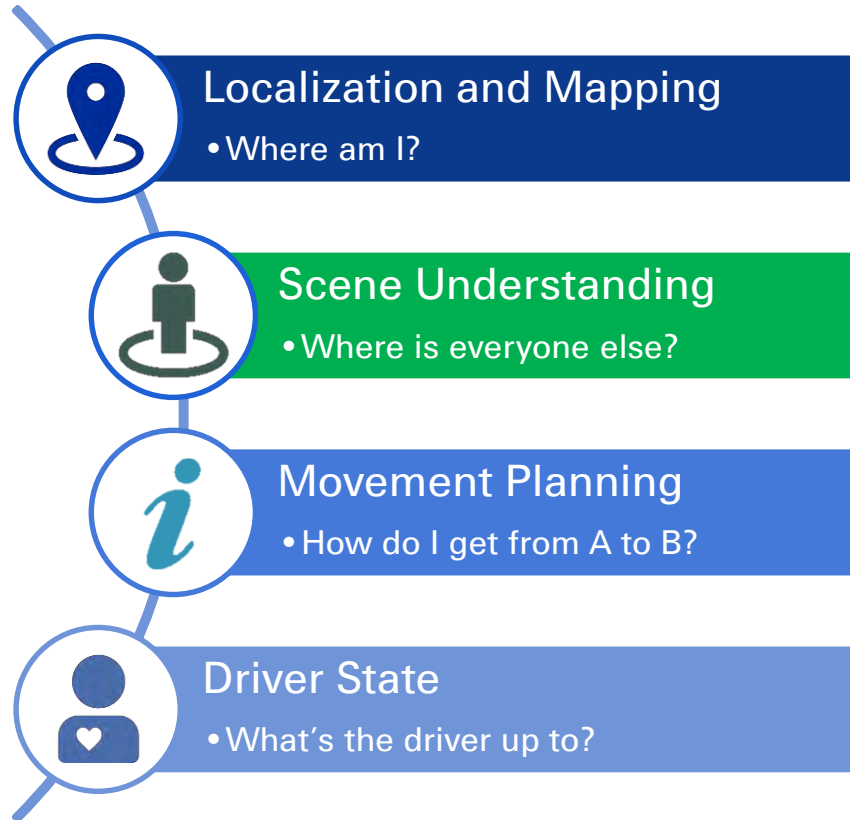 Localization and Mapping
•Where am I?
Scene Understanding
•Where is everyone else?
Movement Planning
•How do I get from A to B?
Driver State
•What’s the driver up to?